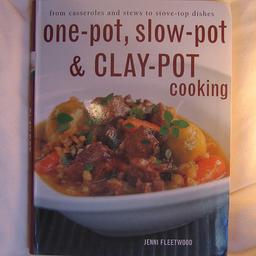 from casseroles and stews to stove-top dishes
one-pot, slow-pot
& CLAY-POT
cooking
JENNI FLEETWOOD